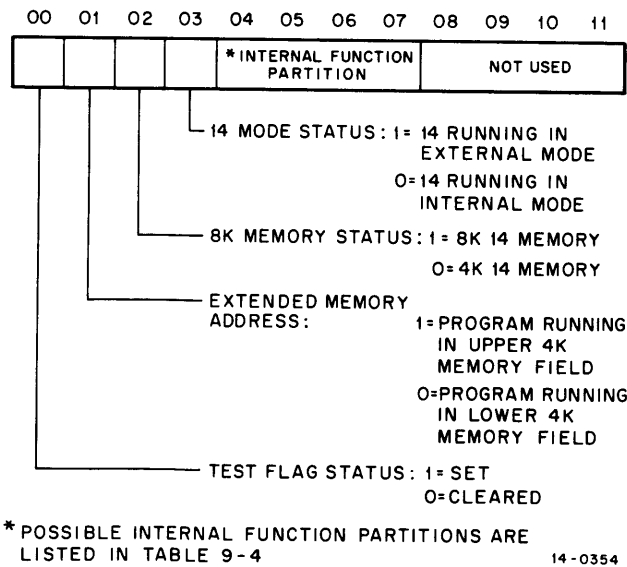 00 01 02 03 04 05 06 07 08 09 10 11
* INTERNAL FUNCTION
PARTITION
NOT USED
14 MODE STATUS: 1= 14 RUNNING IN
EXTERNAL MODE
0=14 RUNNING IN
INTERNAL MODE
8K MEMORY STATUS: 1= 8K 14 MEMORY
0=4K 14 MEMORY
EXTENDED MEMORY
ADDRESS: 1=PROGRAM RUNNING
IN UPPER 4K
MEMORY FIELD
0=PROGRAM RUNNING
IN LOWER 4K
MEMORY FIELD
TEST FLAG STATUS: 1= SET
0=CLEARED
* POSSIBLE INTERNAL FUNCTION PARTITIONS ARE
LISTED IN TABLE 9-4
14-0354